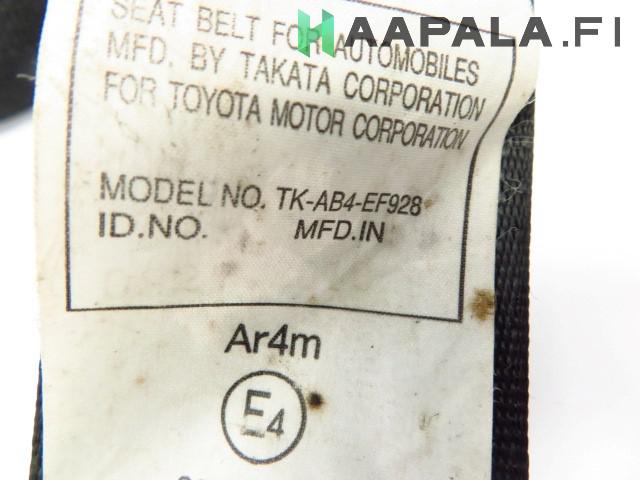 HAAPALA.FI
SEAT BELT FOR AUTOMOBILES
MFD. BY TAKATA CORPORATION
FOR TOYOTA MOTOR CORPORATION
MODEL NO. TK-AB4-EF928
ID.NO. MFD.IN
Ar4m
E4